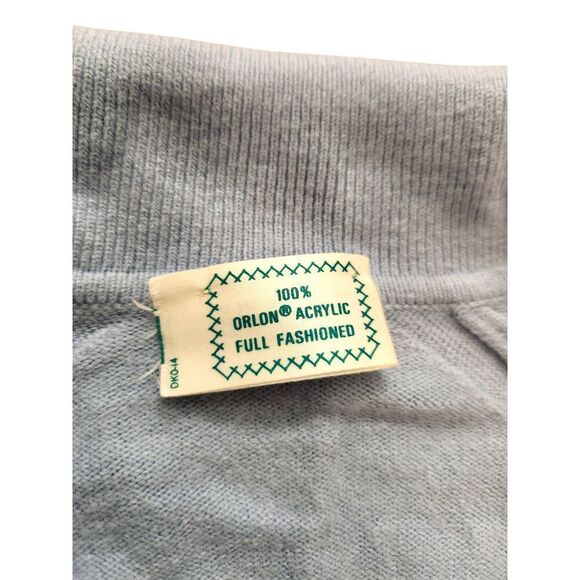 100%
ORLON® ACRYLIC
FULL FASHIONED
DKO-14